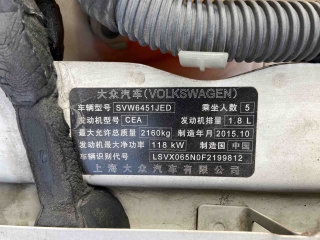 大众汽车(VOLKSWAGEN)
车辆型号 SVW6451JED 乘坐人数 5
发动机型号 CEA 发动机排量 1.8 L
最大允许总质量 2160kg 制造年月 2015.10
发动机最大净功率 118 kW 制造国 中国
车辆识别代号 LSVX065N0F2199812
上海大众汽车有限公司